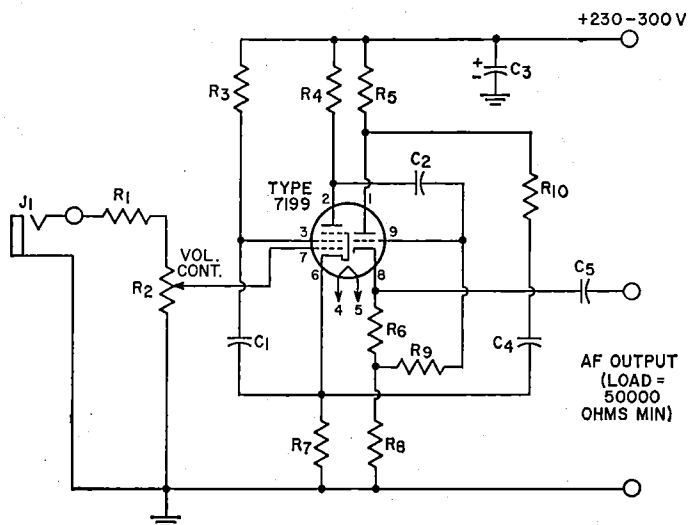 +230-300 V
R3
R4
R5
+
-
C3
C2
R10
J1
R1
TYPE
7199
2
1
3
7
9
6
8
4
5
VOL.
CONT.
R2
C1
C5
R6
R9
C4
AF OUTPUT
(LOAD =
50000
OHMS MIN)
R7
R8